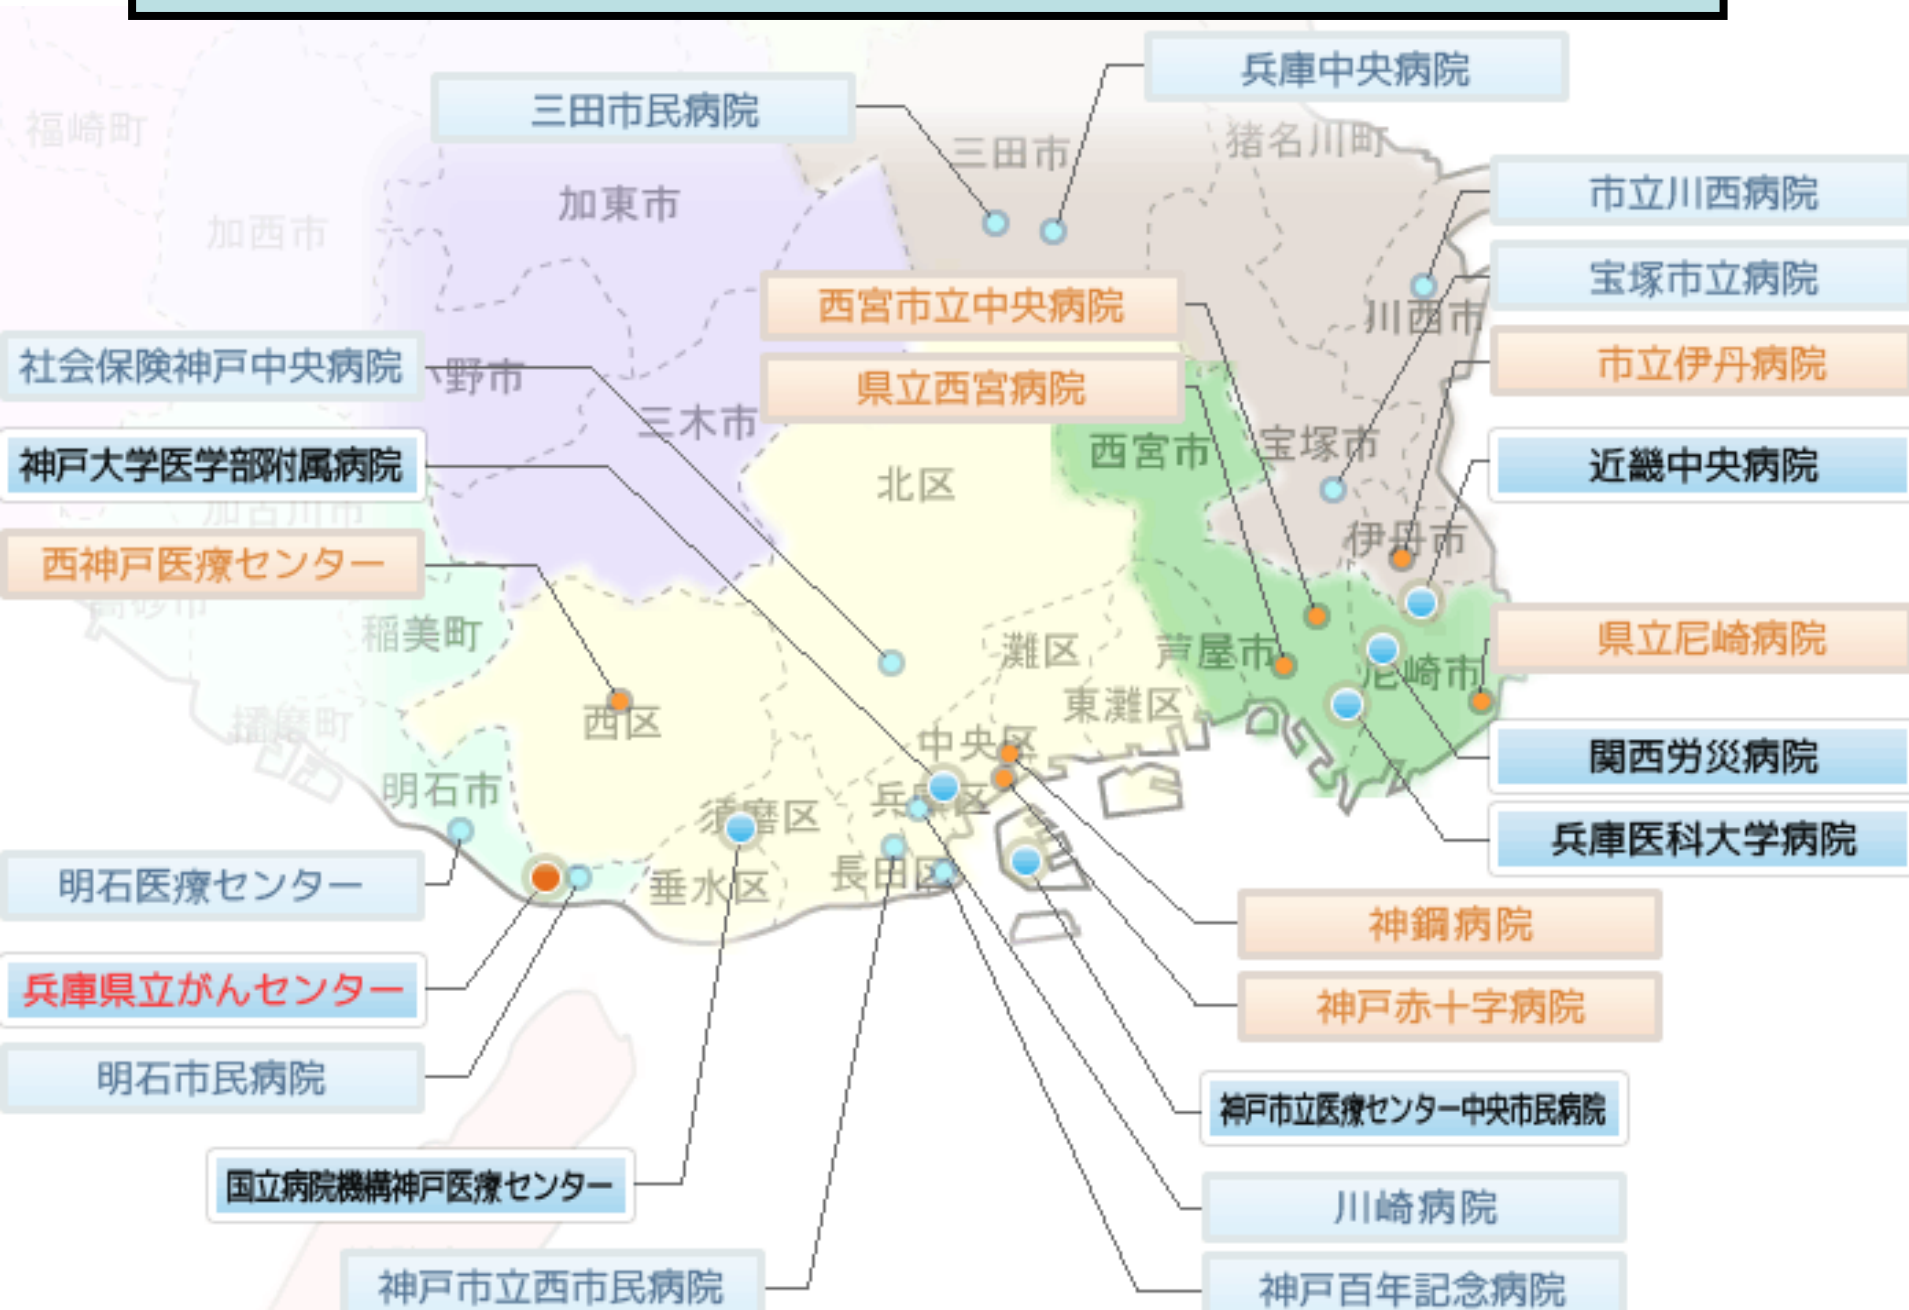 兵庫中央病院
三田市民病院
福崎町
三田市
猪名川町
市立川西病院
加東市
加西市
宝塚市立病院
西宮市立中央病院
川西市
社会保険神戸中央病院
野市
県立西宮病院
市立伊丹病院
三木市
西宮市
宝塚市
神戸大学医学部附属病院
近畿中央病院
北区
加古川市
伊丹市
西神戸医療センター
高砂市
稲美町
灘区
芦屋市
県立尼崎病院
尼崎市
東灘区
播磨町
西区
中央区
関西労災病院
明石市
兵庫区
須磨区
兵庫医科大学病院
明石医療センター
垂水区
長田区
神鋼病院
兵庫県立がんセンター
神戸赤十字病院
明石市民病院
神戸市立医療センター中央市民病院
国立病院機構神戸医療センター
川崎病院
神戸市立西市民病院
神戸百年記念病院